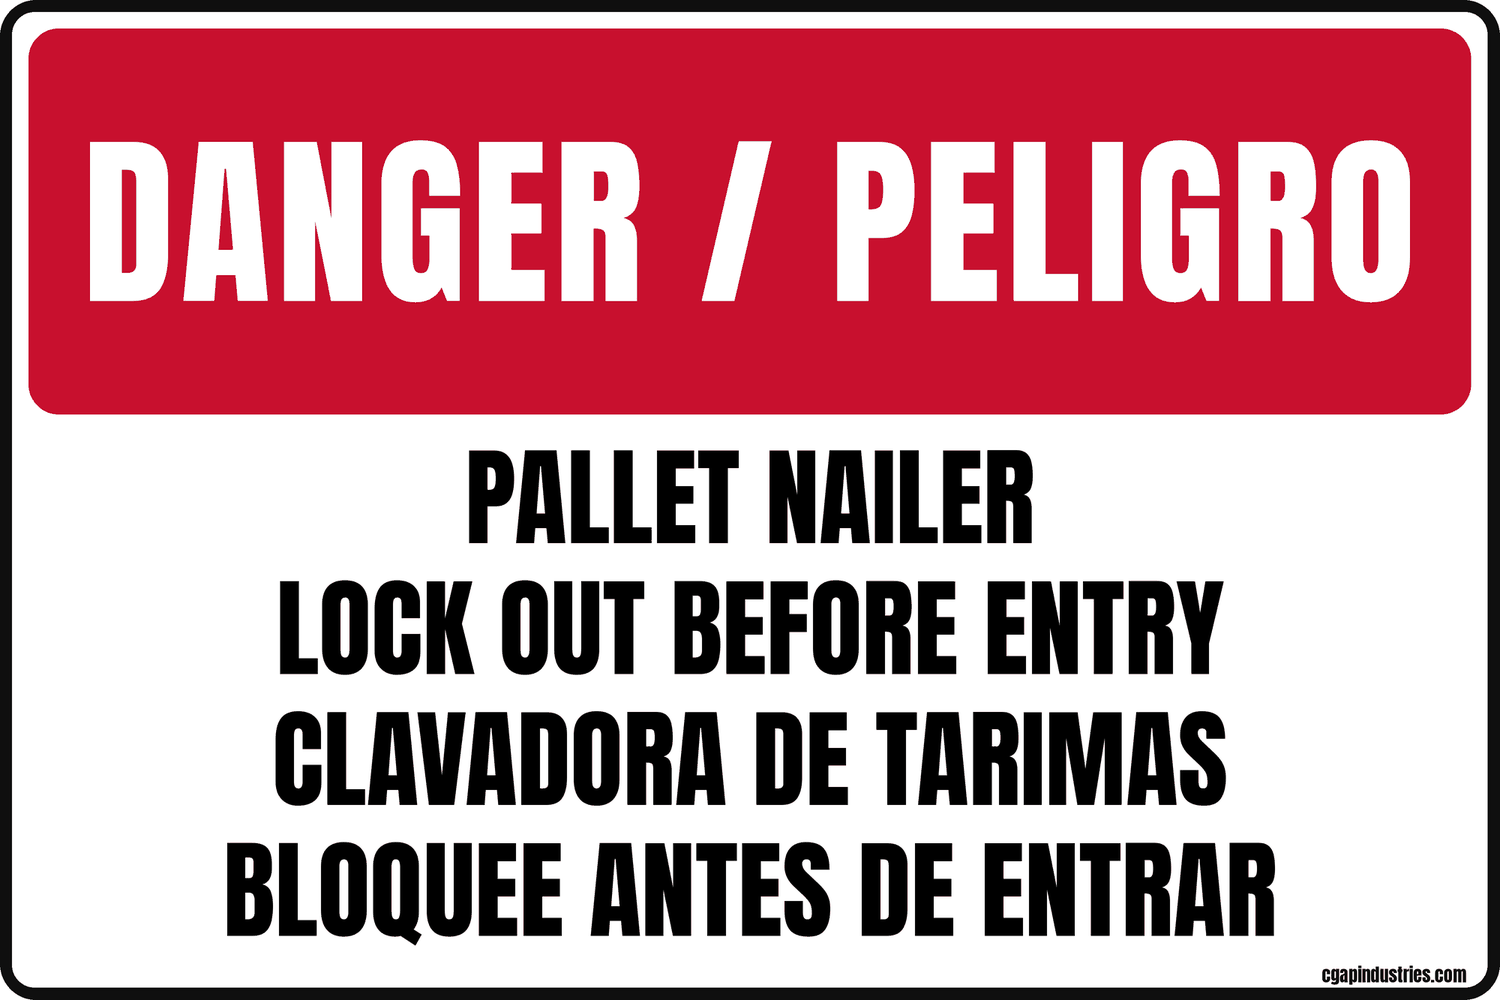 DANGER / PELIGRO
PALLET NAILER
LOCK OUT BEFORE ENTRY
CLAVADORA DE TARIMAS
BLOQUEE ANTES DE ENTRAR
cgapindustries.com